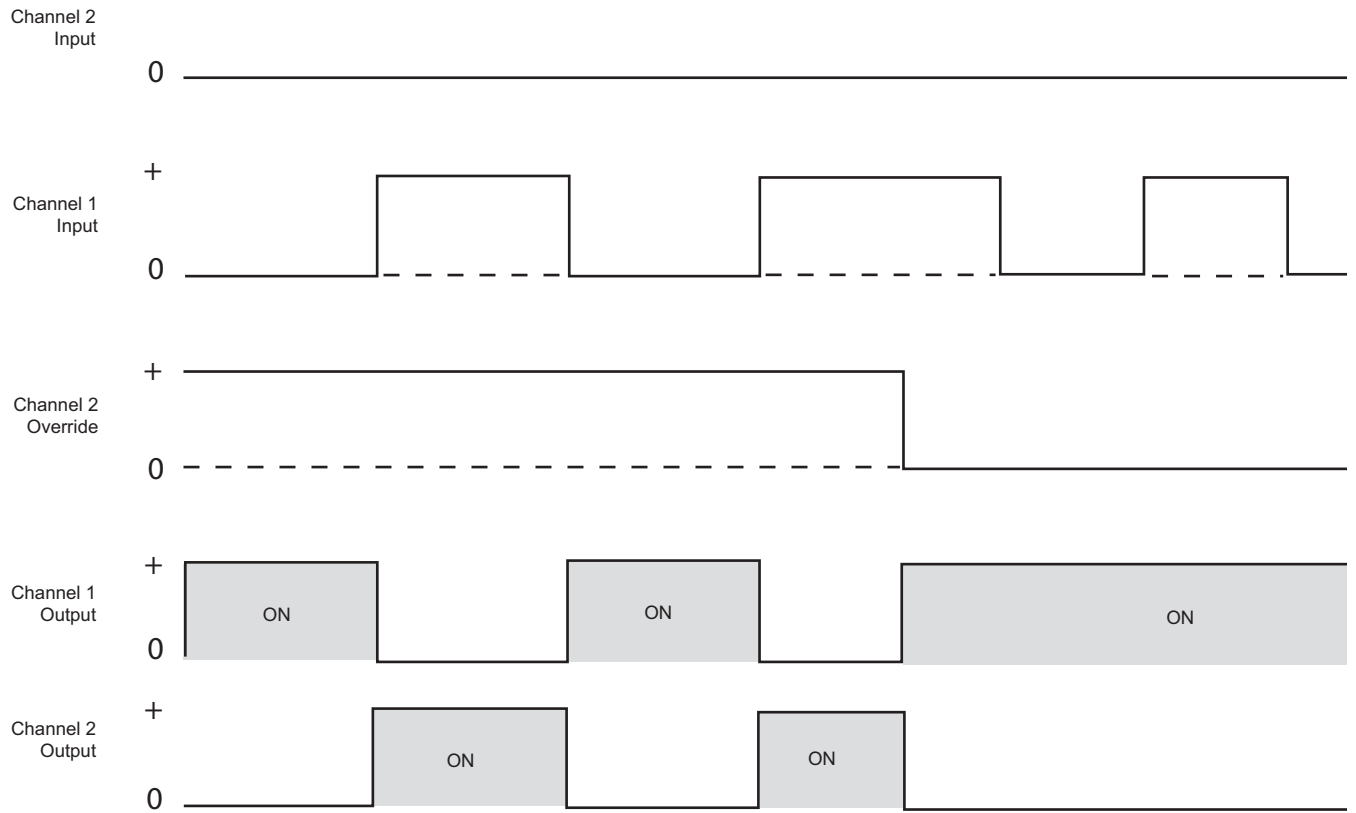 Channel 2
Input
0
+
Channel 1
Input
0
+
Channel 2
Override
0
+
Channel 1
Output
0
ON
ON
ON
+
Channel 2
Output
0
ON
ON